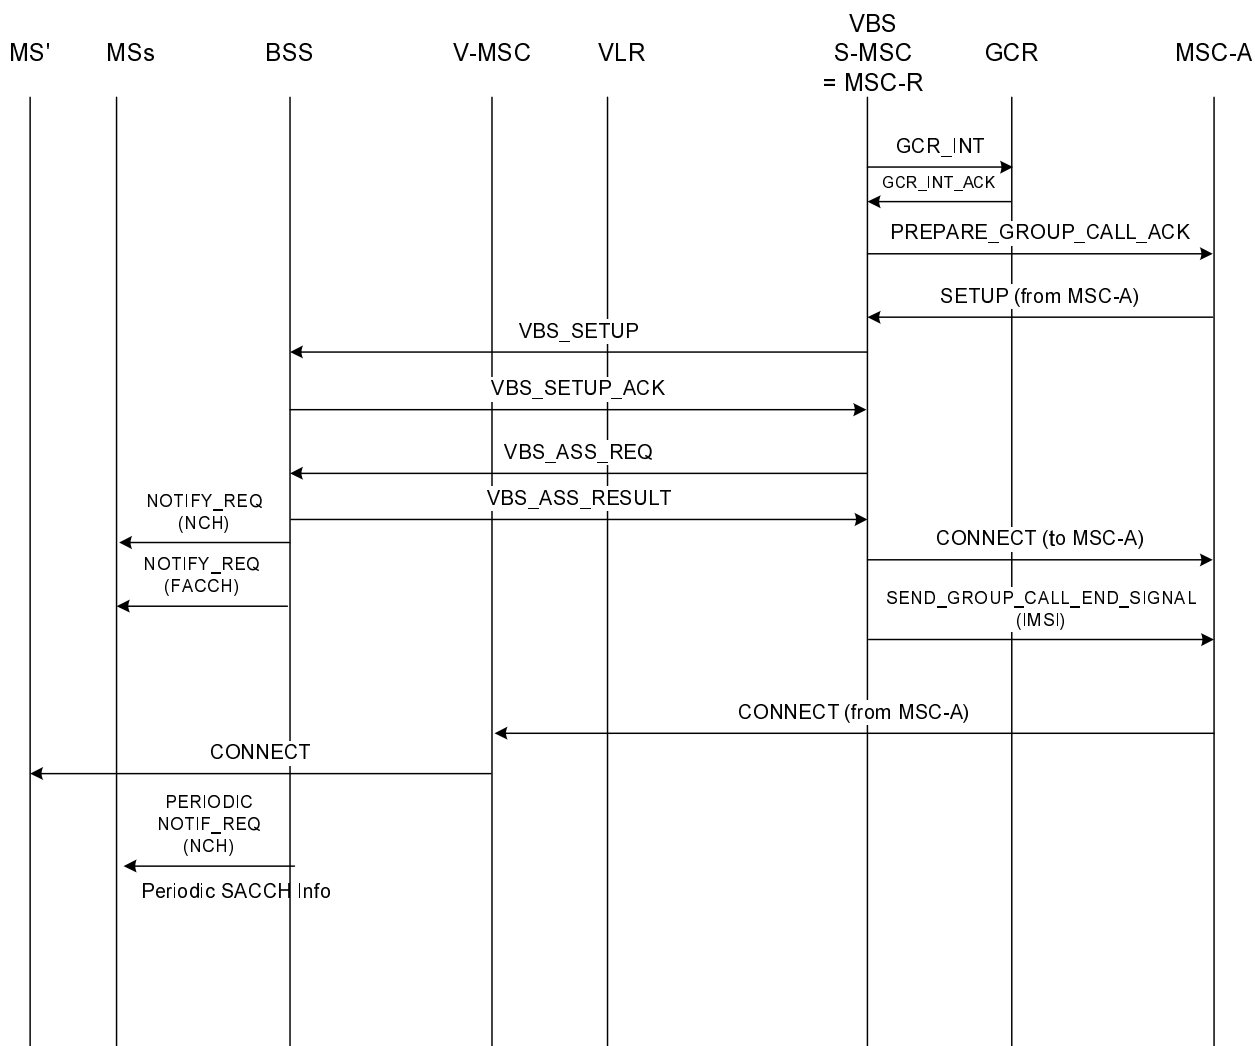 MS'
MSs
BSS
V-MSC
VLR
VBS
S-MSC
= MSC-R
GCR
MSC-A
GCR_INT
GCR_INT_ACK
PREPARE_GROUP_CALL_ACK
SETUP (from MSC-A)
VBS_SETUP
VBS_SETUP_ACK
VBS_ASS_REQ
NOTIFY_REQ
(NCH)
VBS_ASS_RESULT
CONNECT (to MSC-A)
NOTIFY_REQ
(FACCH)
SEND_GROUP_CALL_END_SIGNAL
(IMSI)
CONNECT (from MSC-A)
CONNECT
PERIODIC
NOTIF_REQ
(NCH)
Periodic SACCH Info